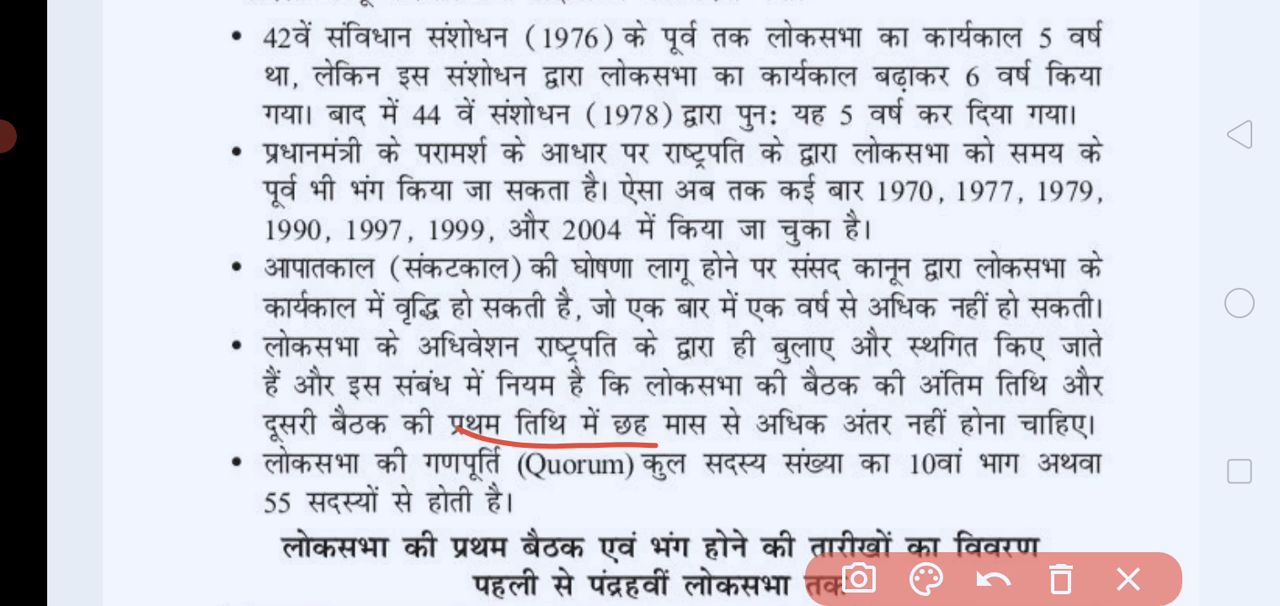 42वें संविधान संशोधन (1976) के पूर्व तक लोकसभा का कार्यकाल 5 वर्ष
था, लेकिन इस संशोधन द्वारा लोकसभा का कार्यकाल बढ़ाकर 6 वर्ष किया
गया। बाद में 44 वें संशोधन (1978) द्वारा पुन: यह 5 वर्ष कर दिया गया।
प्रधानमंत्री के परामर्श के आधार पर राष्ट्रपति के द्वारा लोकसभा को समय के
पूर्व भी भंग किया जा सकता है। ऐसा अब तक कई बार 1970, 1977, 1979,
1990, 1997, 1999, और 2004 में किया जा चुका है।
आपातकाल (संकटकाल) की घोषणा लागू होने पर संसद कानून द्वारा लोकसभा के
कार्यकाल में वृद्धि हो सकती है, जो एक बार में एक वर्ष से अधिक नहीं हो सकती।
लोकसभा के अधिवेशन राष्ट्रपति के द्वारा ही बुलाए और स्थगित किए जाते
हैं और इस संबंध में नियम है कि लोकसभा की बैठक की अंतिम तिथि और
दूसरी बैठक की प्रथम तिथि में छह मास से अधिक अंतर नहीं होना चाहिए।
लोकसभा की गणपूर्ति (Quorum) कुल सदस्य संख्या का 10वां भाग अथवा
55 सदस्यों से होती है।
लोकसभा की प्रथम बैठक एवं भंग होने की तारीखों का विवरण
पहली से पंद्रहवीं लोकसभा तक